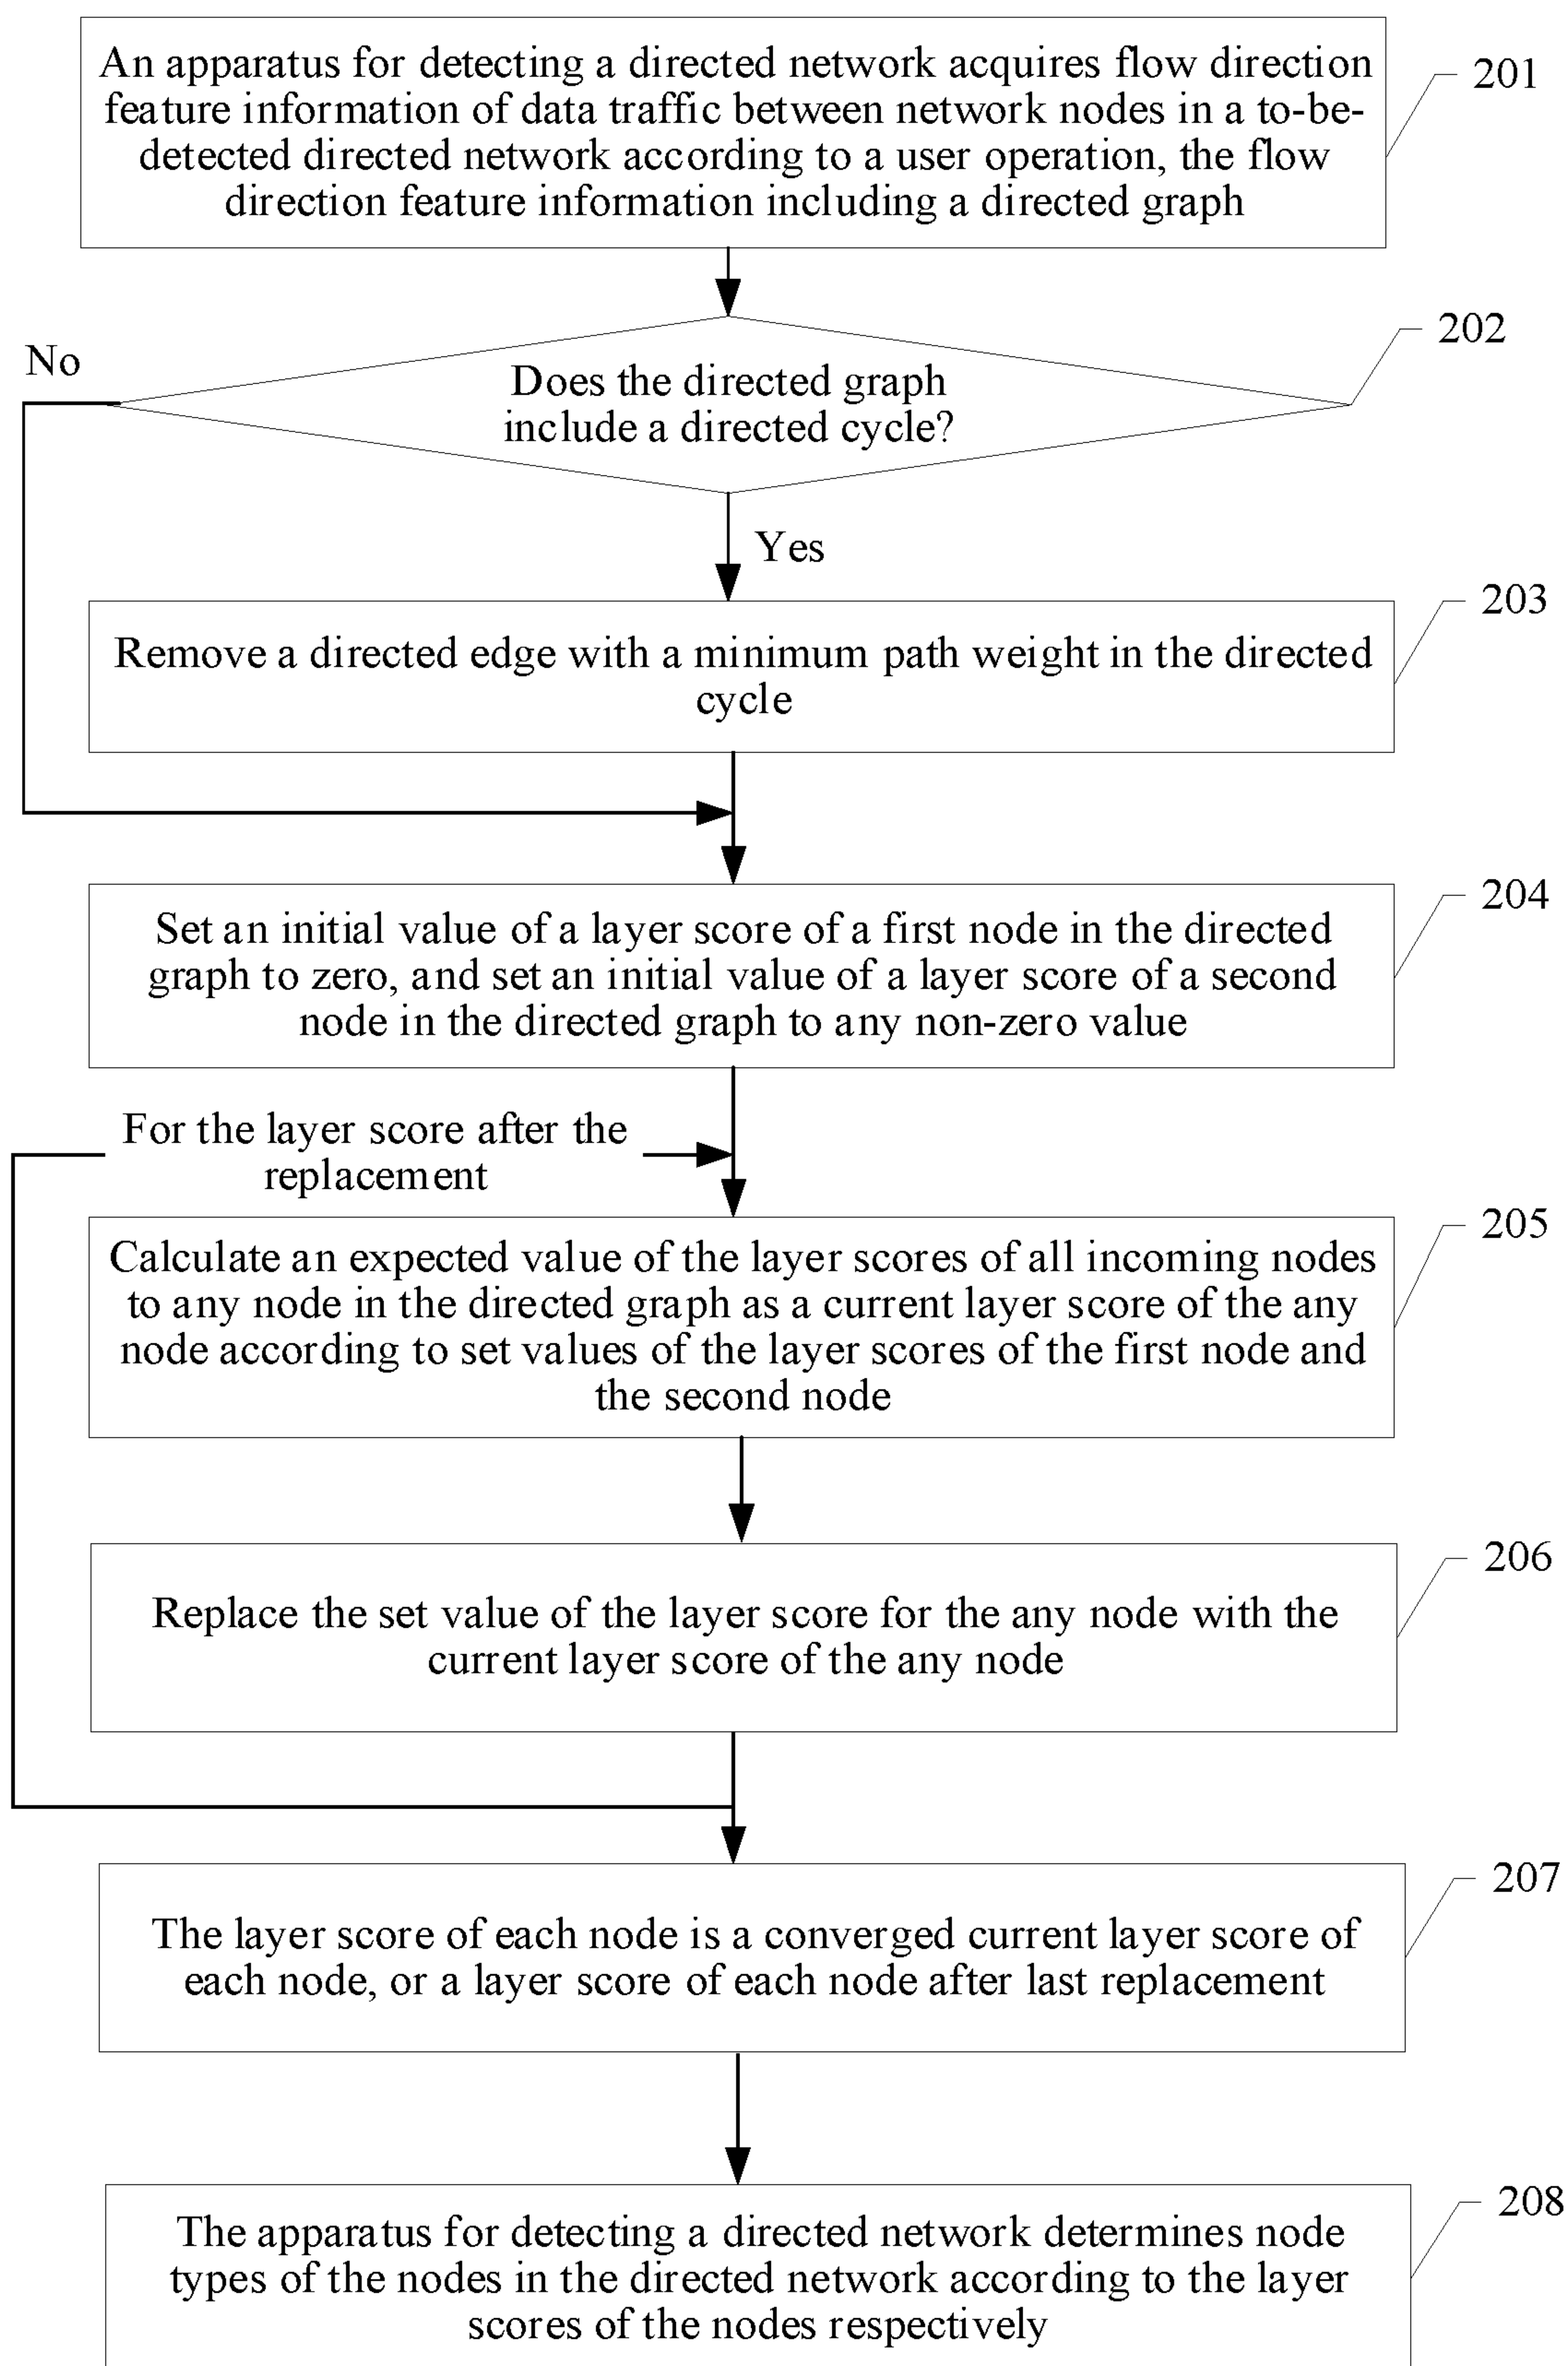 An apparatus for detecting a directed network acquires flow direction
feature information of data traffic between network nodes in a to-be-
detected directed network according to a user operation, the flow
direction feature information including a directed graph
201
202
No
Does the directed graph
include a directed cycle?
Yes
203
Remove a directed edge with a minimum path weight in the directed
cycle
204
Set an initial value of a layer score of a first node in the directed
graph to zero, and set an initial value of a layer score of a second
node in the directed graph to any non-zero value
For the layer score after the
replacement
205
Calculate an expected value of the layer scores of all incoming nodes
to any node in the directed graph as a current layer score of the any
node according to set values of the layer scores of the first node and
the second node
206
Replace the set value of the layer score for the any node with the
current layer score of the any node
207
The layer score of each node is a converged current layer score of
each node, or a layer score of each node after last replacement
208
The apparatus for detecting a directed network determines node
types of the nodes in the directed network according to the layer
scores of the nodes respectively